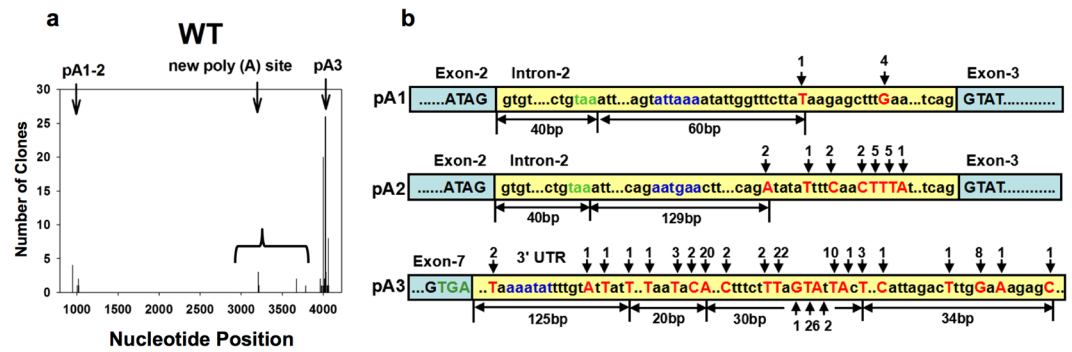 a
WT
pA1-2
new poly (A) site
pA3
Number of Clones
30
25
20
15
10
5
0
1000 1500 2000 2500 3000 3500 4000
Nucleotide Position
b
1 4
Exon-2 Intron-2 Exon-3
pA1 ......ATAG gtgt....ctgtaaatt...agtattaaaatattggtttcttaTaagagctttGaa...tcag GTAT............
40bp 60bp
2 1 2 2 5 5 1
Exon-2 Intron-2 Exon-3
pA2 ......ATAG gtgt...ctgtaaatt...cagaatgaactt...cagAtataTtttCaaCTTTAt..tcag GTAT............
40bp 129bp
Exon-7 3' UTR
2 1 1 1 1 3 2 20 2 2 22 10 1 3 1 1 8 1 1
pA3 ...GTGA ..TaaaatattttgtAtTatT..TaaTaCA..CtttctTTaGTAtTAcT..CattagacTttgGaAagagC..
1 26 2
125bp 20bp 30bp 34bp